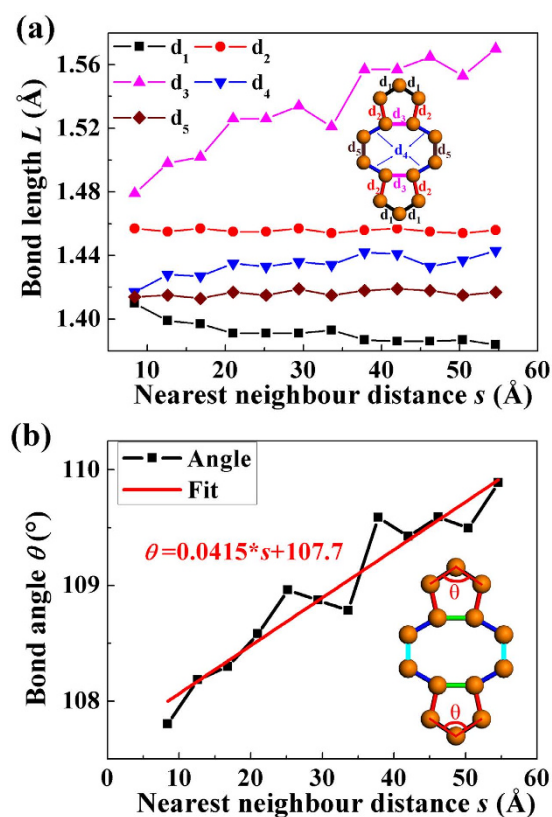 (a)
d₁ d₂
d₃ d₄
d₅
1.56
1.52
1.48
1.44
1.40
Bond length L (Å)
d₁ d₁
d₂ d₃ d₂
d₅ d₄ d₅
d₂ d₃ d₂
d₁ d₁
10 20 30 40 50 60
Nearest neighbour distance s (Å)
(b)
Angle
Fit
θ=0.0415*s+107.7
110
109
108
Bond angle θ (°)
θ
θ
0 10 20 30 40 50 60
Nearest neighbour distance s (Å)